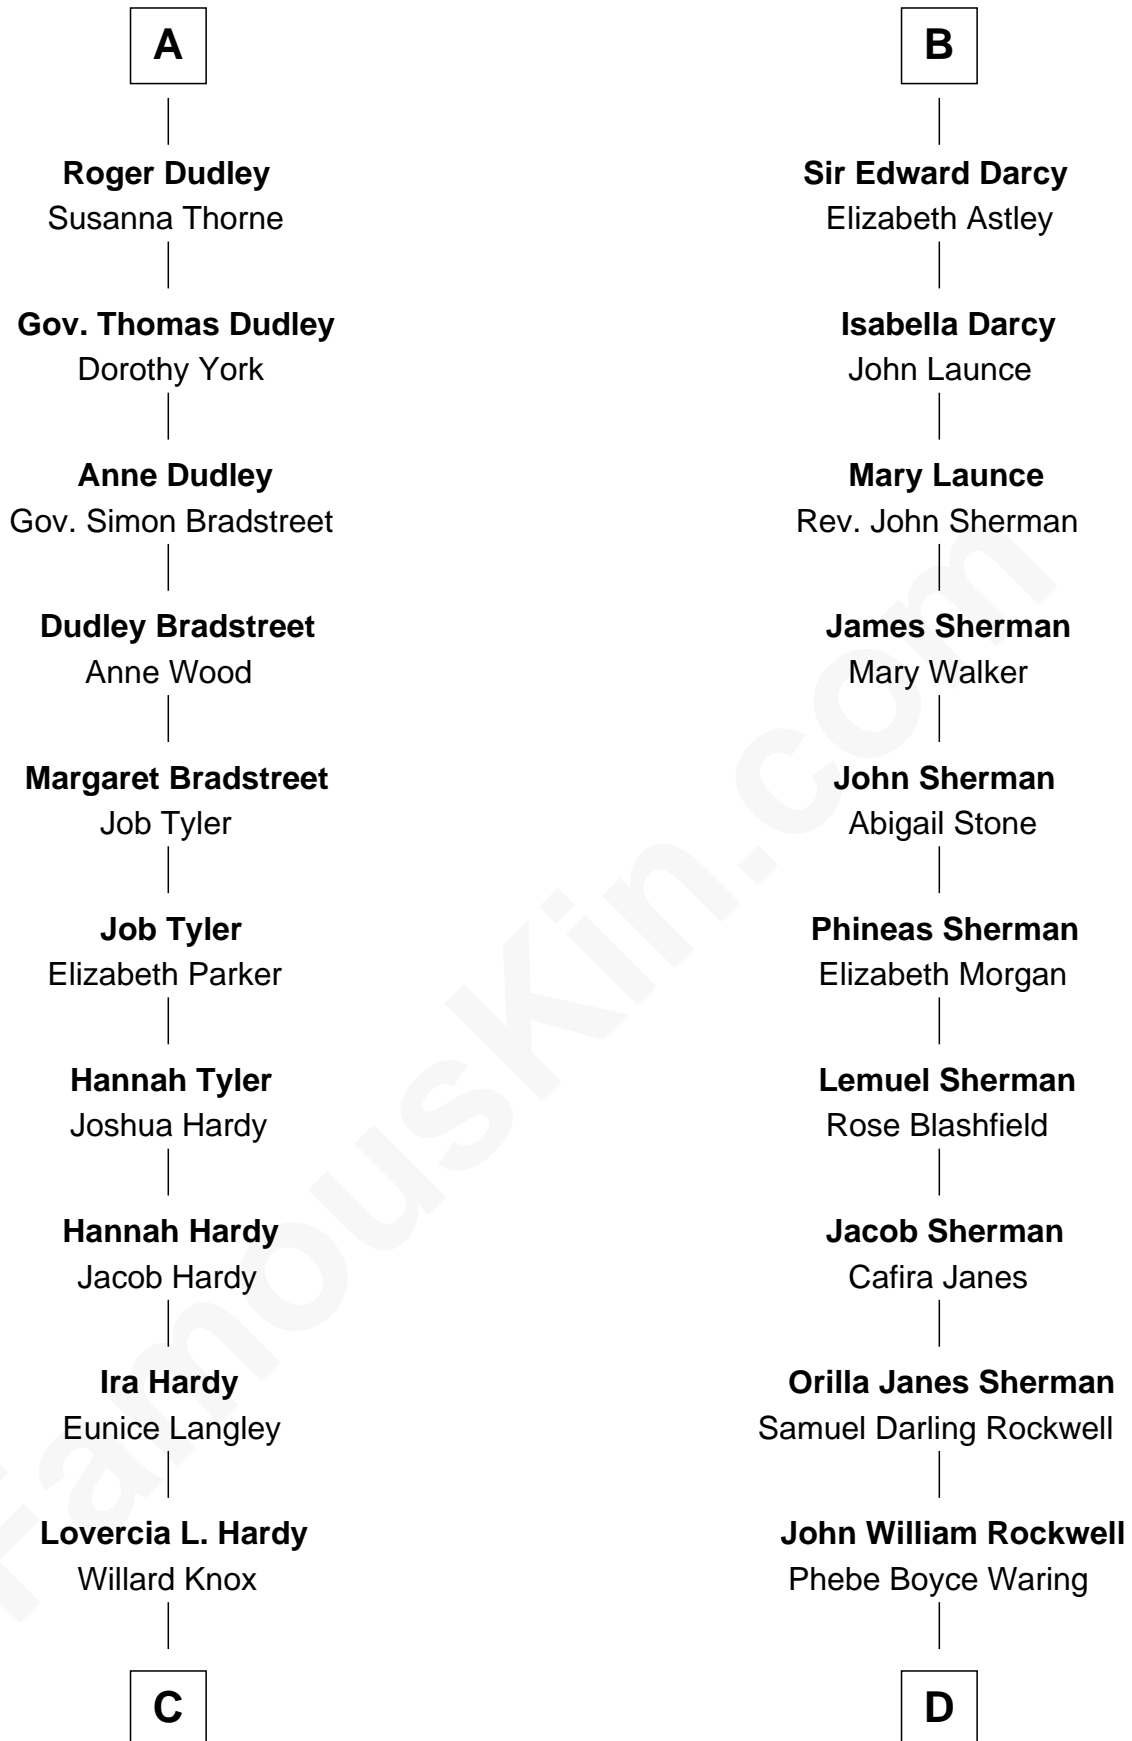 A
Roger Dudley
Susanna Thorne
Gov. Thomas Dudley
Dorothy York
Anne Dudley
Gov. Simon Bradstreet
Dudley Bradstreet
Anne Wood
Margaret Bradstreet
Job Tyler
Job Tyler
Elizabeth Parker
Hannah Tyler
Joshua Hardy
Hannah Hardy
Jacob Hardy
Ira Hardy
Eunice Langley
Lovercia L. Hardy
Willard Knox
C
B
Sir Edward Darcy
Elizabeth Astley
Isabella Darcy
John Launce
Mary Launce
Rev. John Sherman
James Sherman
Mary Walker
John Sherman
Abigail Stone
Phineas Sherman
Elizabeth Morgan
Lemuel Sherman
Rose Blashfield
Jacob Sherman
Cafira Janes
Orilla Janes Sherman
Samuel Darling Rockwell
John William Rockwell
Phebe Boyce Waring
D
FamousKin.com